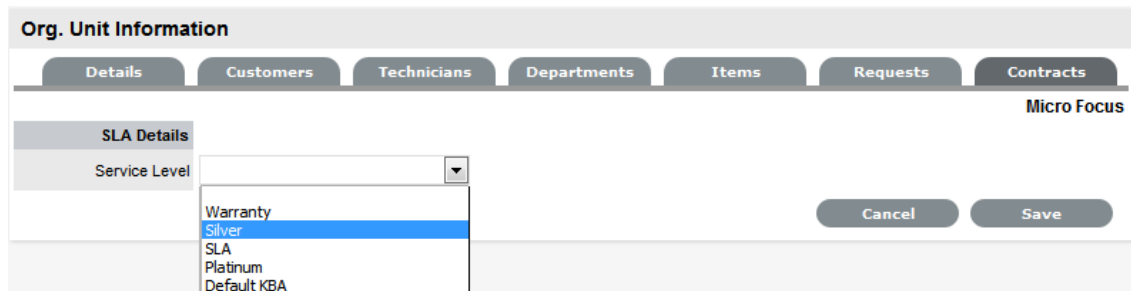 Org. Unit Information
Details Customers Technicians Departments Items Requests Contracts
Micro Focus
SLA Details
Service Level
Warranty
Silver
SLA
Platinum
Default KBA
Cancel Save